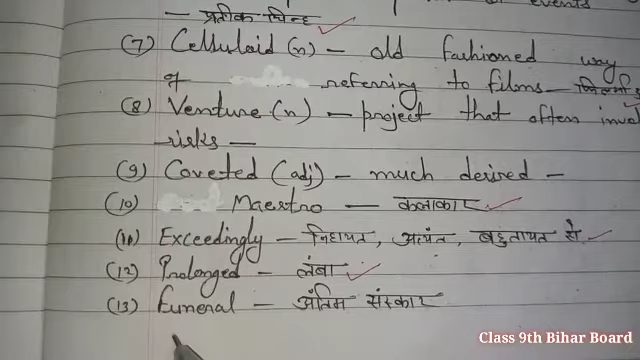 — प्रतीक चिन्ह
events
(7) Celluloid (n) — old fashioned way
of referring to films —
(8) Venture (n) — project that often invol
risks —
(9) Coveted (adj) — much desired —
(10) Maestro — कलाकार
(11) Exceedingly — निहायत, अत्यंत, बहुतायत से
(12) Prolonged — लंबा
(13) Funeral — अंतिम संस्कार
Class 9th Bihar Board